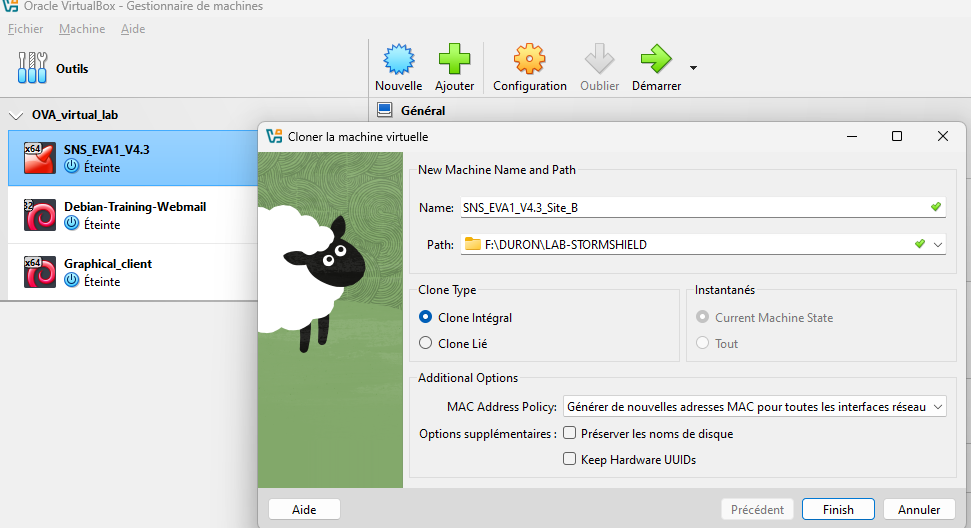 Oracle VirtualBox - Gestionnaire de machines
Fichier Machine Aide
Outils
Nouvelle Ajouter Configuration Oublier Démarrer
OVA_virtual_lab
Général
x64
SNS_EVA1_V4.3
Éteinte
32
Debian-Training-Webmail
Éteinte
x64
Graphical_client
Éteinte
Cloner la machine virtuelle
New Machine Name and Path
Name: SNS_EVA1_V4.3_Site_B
Path: F:\DURON\LAB-STORMSHIELD
Clone Type
Clone Intégral
Clone Lié
Instantanés
Current Machine State
Tout
Additional Options
MAC Address Policy: Générer de nouvelles adresses MAC pour toutes les interfaces réseau
Options supplémentaires : Préserver les noms de disque
Keep Hardware UUIDs
Aide Précédent Finish Annuler